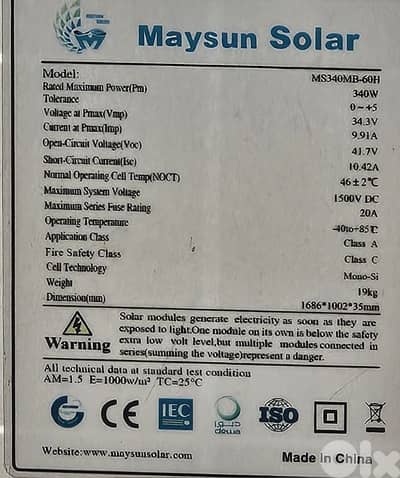 Maysun Solar
Model: MS340MB-60H
Rated Maximum Power(Pm) 340W
Tolerance 0~+5
Voltage at Pmax(Vmp) 34.3V
Current at Pmax(Imp) 9.91A
Open-Circuit Voltage(Voc) 41.7V
Short-Circuit Current(Isc) 10.42A
Normal Operating Cell Temp(NOCT) 46±2℃
Maximum System Voltage 1500V DC
Maximum Series Fuse Rating 20A
Operating Temperature -40to+85℃
Application Class Class A
Fire Safety Class Class C
Cell Technology Mono-Si
Weight 19kg
Dimension(mm) 1686*1002*35mm
Warning
Solar modules generate electricity as soon as they are
exposed to light.One module on its own is below the safety
extra low volt level,but multiple modules connected in
series(summing the voltage)represent a danger.
All technical data at standard test condition
AM=1.5 E=1000w/m² TC=25°C
CE IEC ديوا dewa ISO
Website:www.maysunsolar.com Made in China
olx